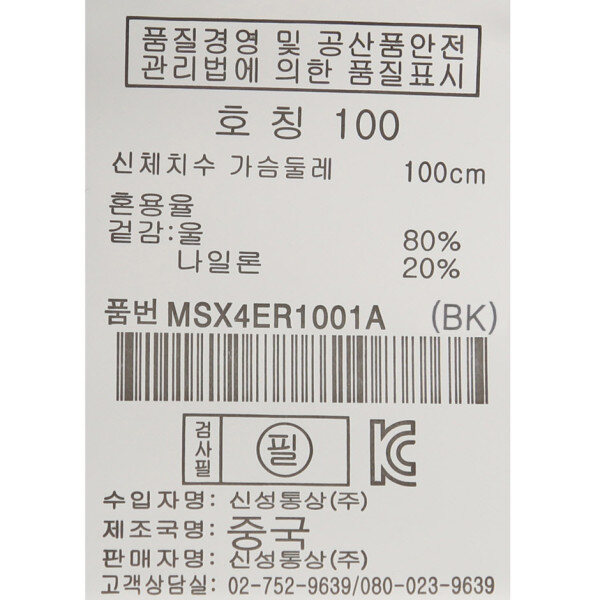 품질경영 및 공산품안전
관리법에 의한 품질표시
호 칭 100
신체치수 가슴둘레 100cm
혼용율
겉감:울 80%
나일론 20%
품번 MSX4ER1001A (BK)
검사필 필 KC
수입자명: 신성통상(주)
제조국명: 중국
판매자명: 신성통상(주)
고객상담실: 02-752-9639/080-023-9639